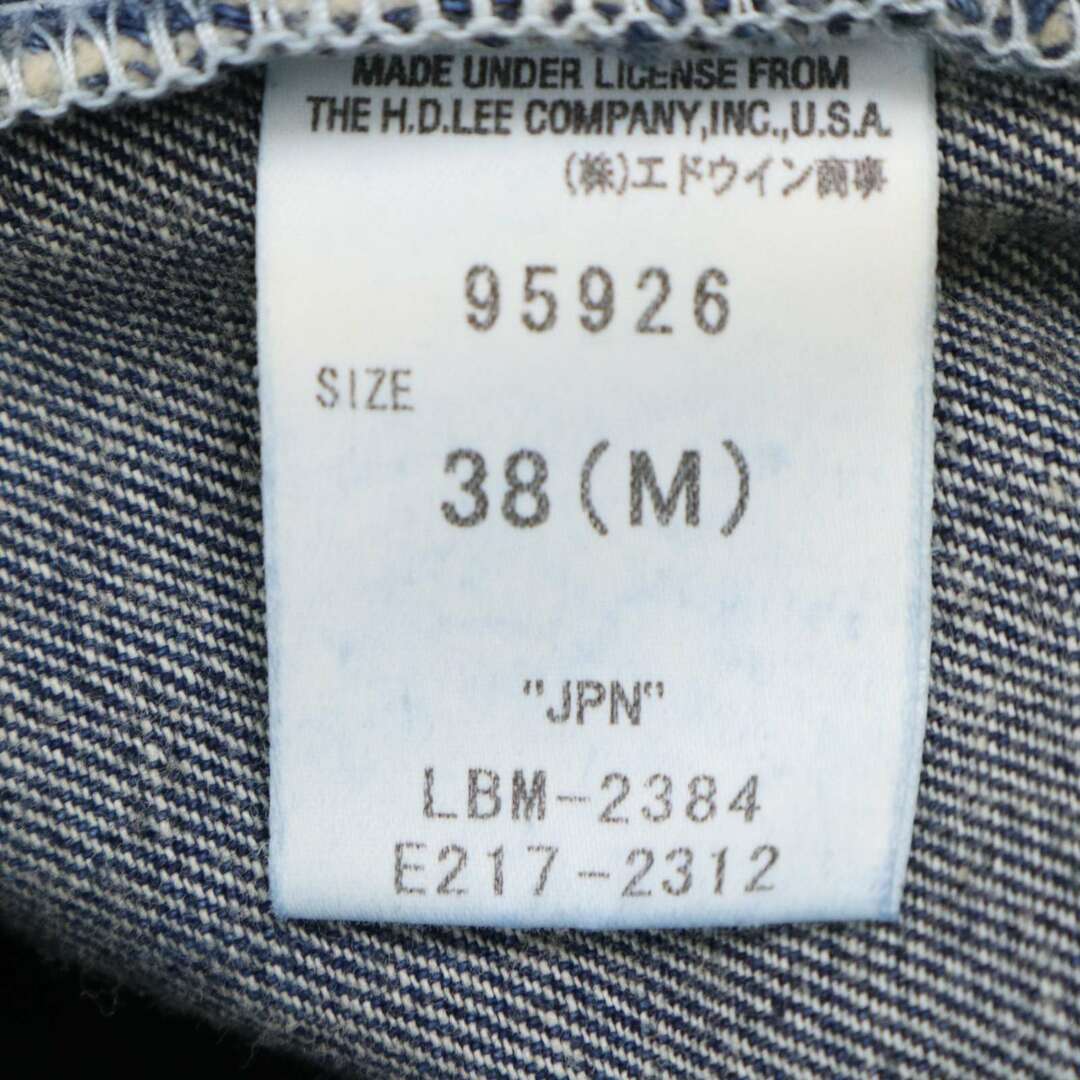 MADE UNDER LICENSE FROM
THE H.D.LEE COMPANY,INC.,U.S.A.
(株)エドウイン商事
95926
SIZE
38(M)
"JPN"
LBM-2384
E217-2312